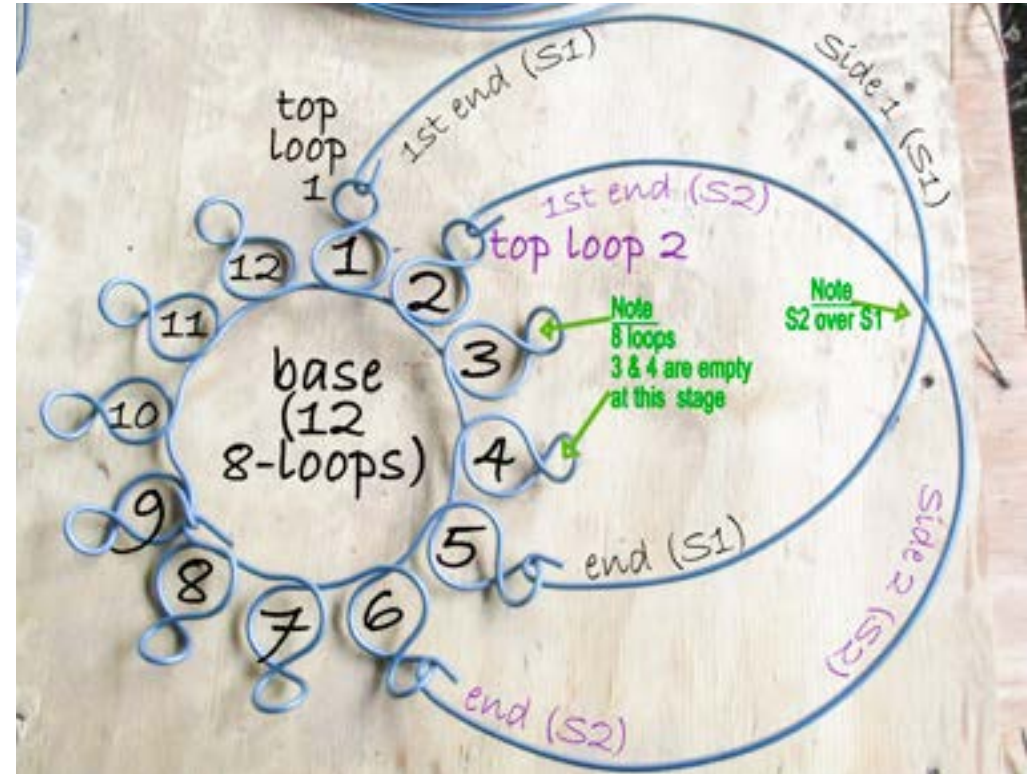 1st end (S1)
Side 1 (S1)
top
loop
1
1st end (S2)
top loop 2
1
2
3
4
5
6
7
8
9
10
11
12
base
(12
8-loops)
Note
8 loops
3 & 4 are empty
at this stage
Note
S2 over S1
end (S1)
Side 2 (S2)
end (S2)